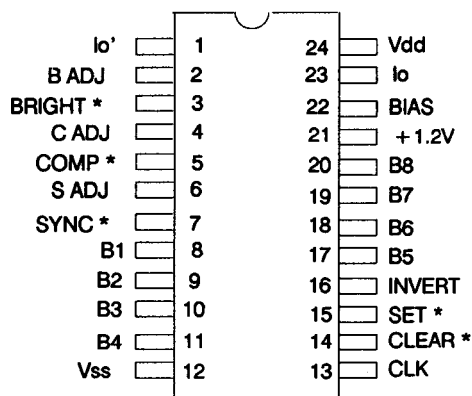 Io' 1 24 Vdd
B ADJ 2 23 Io
BRIGHT * 3 22 BIAS
C ADJ 4 21 +1.2V
COMP * 5 20 B8
S ADJ 6 19 B7
SYNC * 7 18 B6
B1 8 17 B5
B2 9 16 INVERT
B3 10 15 SET *
B4 11 14 CLEAR *
Vss 12 13 CLK